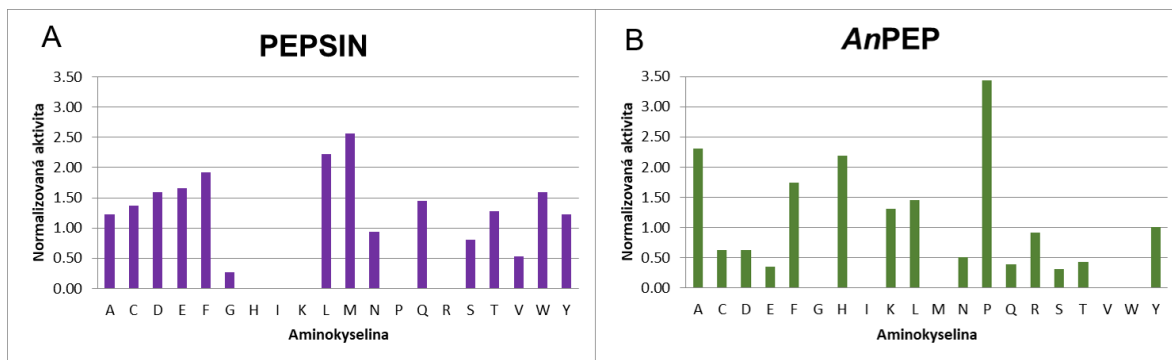 A
PEPSIN
Normalizovaná aktivita
3.50
3.00
2.50
2.00
1.50
1.00
0.50
0.00
A C D E F G H I K L M N P Q R S T V W Y
Aminokyselina
B
AnPEP
Normalizovaná aktivita
3.50
3.00
2.50
2.00
1.50
1.00
0.50
0.00
A C D E F G H I K L M N P Q R S T V W Y
Aminokyselina